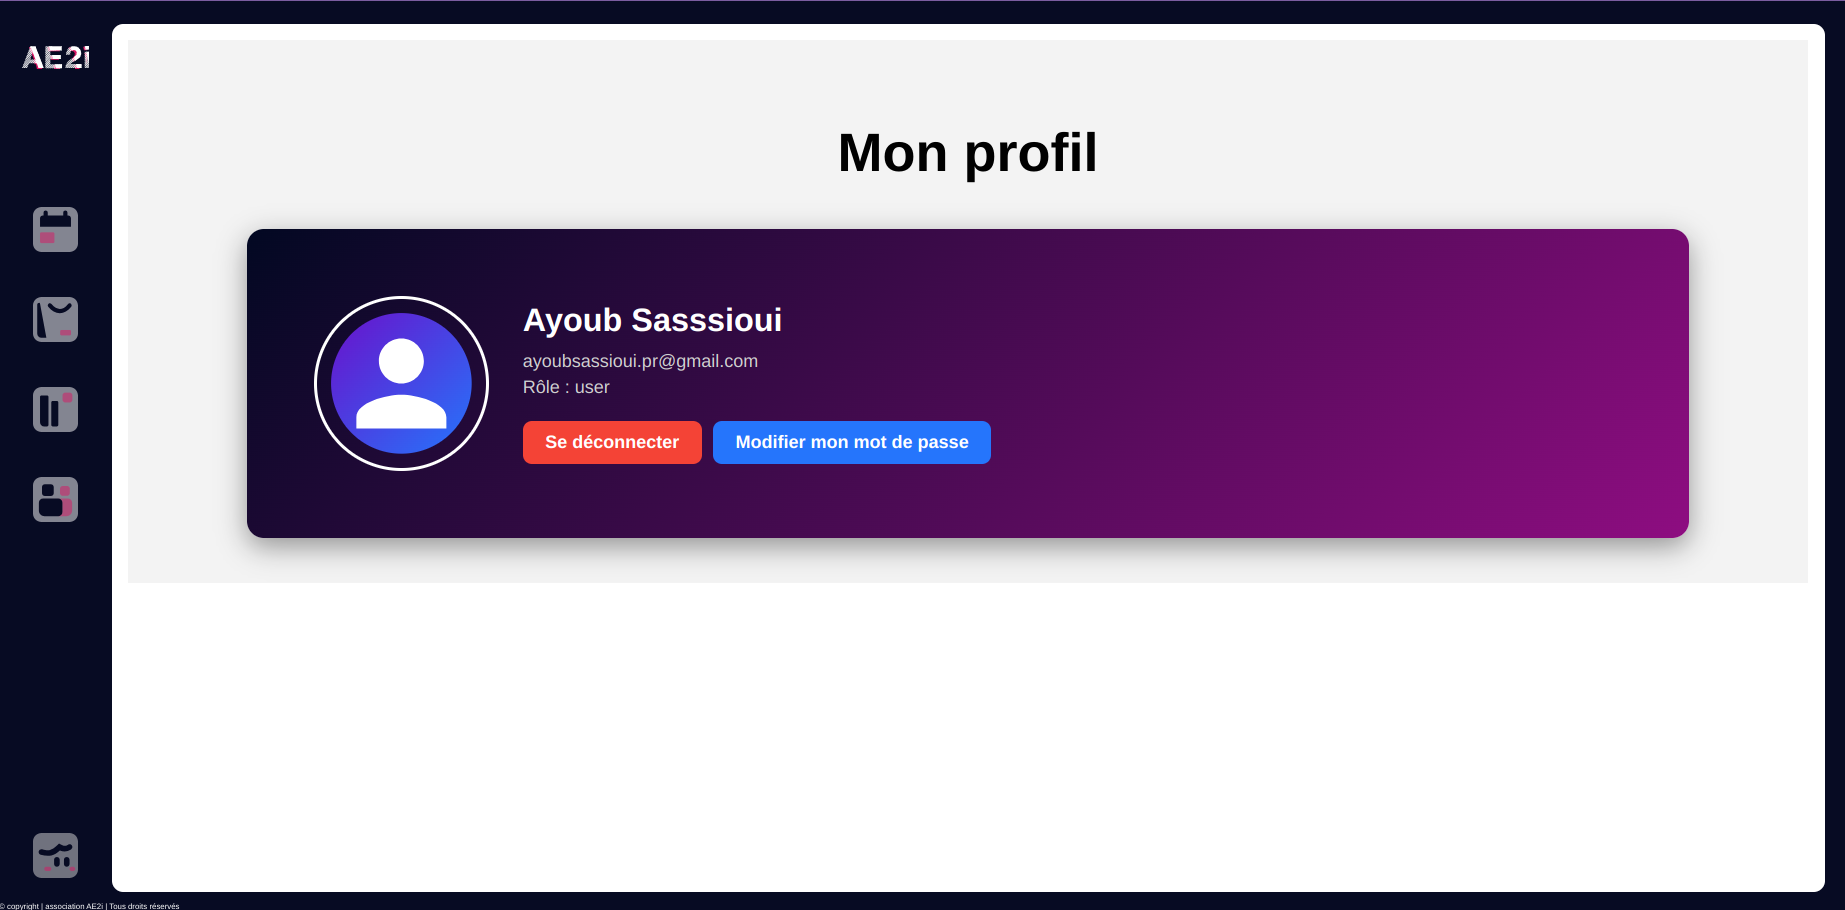 AE2i
Mon profil
Ayoub Sasssioui
ayoubsassioui.pr@gmail.com
Rôle : user
Se déconnecter
Modifier mon mot de passe
© copyright | association AE2i | Tous droits réservés